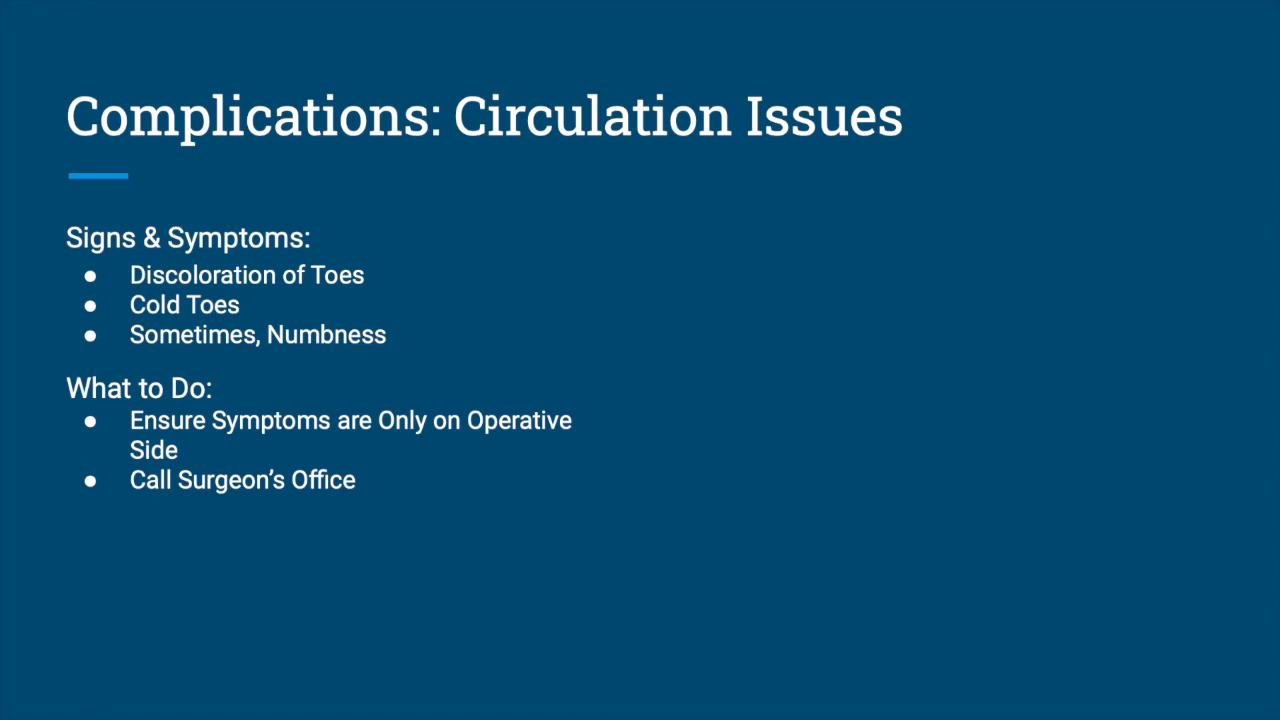 Complications: Circulation Issues
Signs & Symptoms:
● Discoloration of Toes
● Cold Toes
● Sometimes, Numbness
What to Do:
● Ensure Symptoms are Only on Operative
Side
● Call Surgeon’s Office